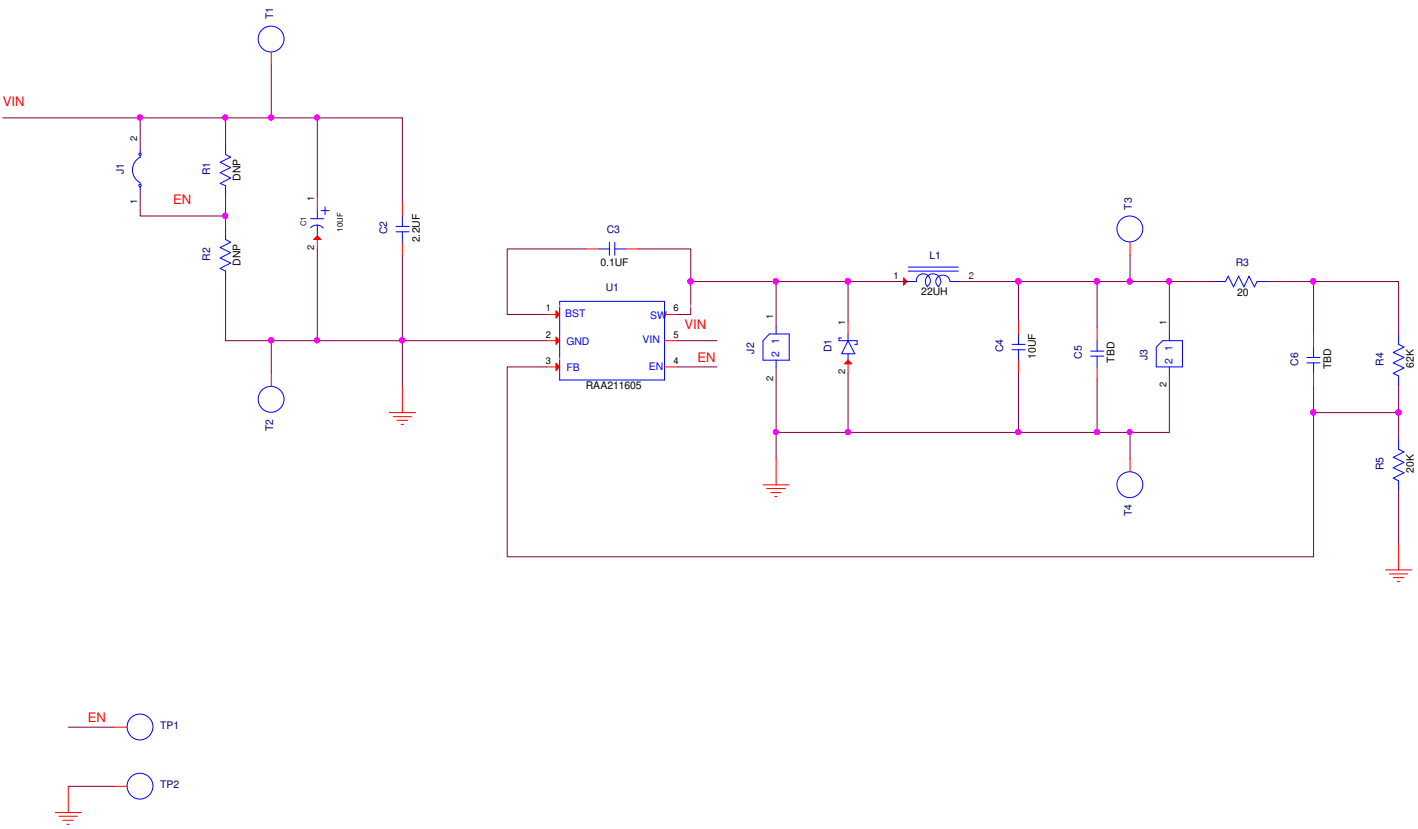 T1
VIN
2
J1
1
EN
R1
DNP
R2
DNP
1
C1
+
10UF
2
C2
2.2UF
T2
C3
0.1UF
U1
1
BST
2
GND
3
FB
SW
6
VIN
VIN
5
EN
EN
4
RAA211605
1
J2
2 1
2
1
D1
2
L1
1
2
22UH
C4
10UF
C5
TBD
T3
1
J3
2 1
2
T4
R3
20
C6
TBD
R4
62K
R5
20K
EN
TP1
TP2